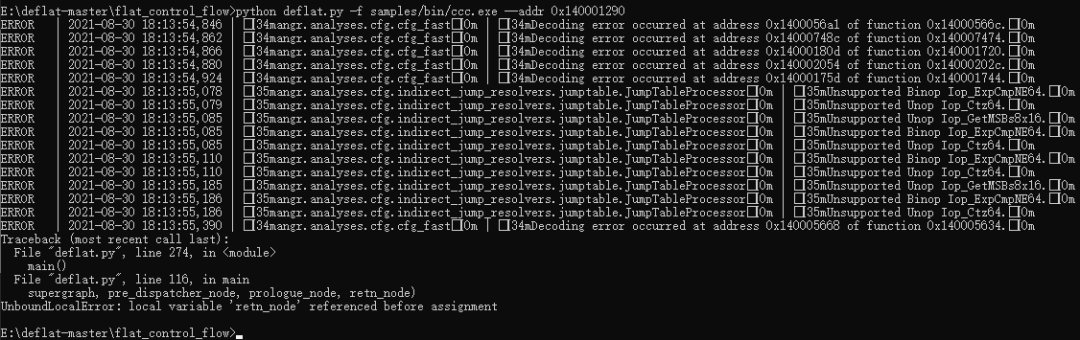 E:\deflat-master\flat_control_flow>python deflat.py -f samples/bin/ccc.exe --addr 0x140001290
ERROR | 2021-08-30 18:13:54,846 | □34mangr.analyses.cfg.cfg_fast□0m | □34mDecoding error occurred at address 0x1400056a1 of function 0x14000566c.□0m
ERROR | 2021-08-30 18:13:54,862 | □34mangr.analyses.cfg.cfg_fast□0m | □34mDecoding error occurred at address 0x14000748c of function 0x140007474.□0m
ERROR | 2021-08-30 18:13:54,866 | □34mangr.analyses.cfg.cfg_fast□0m | □34mDecoding error occurred at address 0x14000180d of function 0x140001720.□0m
ERROR | 2021-08-30 18:13:54,880 | □34mangr.analyses.cfg.cfg_fast□0m | □34mDecoding error occurred at address 0x140002054 of function 0x14000202c.□0m
ERROR | 2021-08-30 18:13:54,924 | □34mangr.analyses.cfg.cfg_fast□0m | □34mDecoding error occurred at address 0x14000175d of function 0x140001744.□0m
ERROR | 2021-08-30 18:13:55,078 | □35mangr.analyses.cfg.indirect_jump_resolvers.jumptable.JumpTableProcessor□0m | □35mUnsupported Binop Iop_ExpCmpNE64.□0m
ERROR | 2021-08-30 18:13:55,079 | □35mangr.analyses.cfg.indirect_jump_resolvers.jumptable.JumpTableProcessor□0m | □35mUnsupported Unop Iop_Ctz64.□0m
ERROR | 2021-08-30 18:13:55,085 | □35mangr.analyses.cfg.indirect_jump_resolvers.jumptable.JumpTableProcessor□0m | □35mUnsupported Unop Iop_GetMSBs8x16.□0m
ERROR | 2021-08-30 18:13:55,085 | □35mangr.analyses.cfg.indirect_jump_resolvers.jumptable.JumpTableProcessor□0m | □35mUnsupported Binop Iop_ExpCmpNE64.□0m
ERROR | 2021-08-30 18:13:55,085 | □35mangr.analyses.cfg.indirect_jump_resolvers.jumptable.JumpTableProcessor□0m | □35mUnsupported Unop Iop_Ctz64.□0m
ERROR | 2021-08-30 18:13:55,110 | □35mangr.analyses.cfg.indirect_jump_resolvers.jumptable.JumpTableProcessor□0m | □35mUnsupported Binop Iop_ExpCmpNE64.□0m
ERROR | 2021-08-30 18:13:55,110 | □35mangr.analyses.cfg.indirect_jump_resolvers.jumptable.JumpTableProcessor□0m | □35mUnsupported Unop Iop_Ctz64.□0m
ERROR | 2021-08-30 18:13:55,185 | □35mangr.analyses.cfg.indirect_jump_resolvers.jumptable.JumpTableProcessor□0m | □35mUnsupported Unop Iop_GetMSBs8x16.□0m
ERROR | 2021-08-30 18:13:55,186 | □35mangr.analyses.cfg.indirect_jump_resolvers.jumptable.JumpTableProcessor□0m | □35mUnsupported Binop Iop_ExpCmpNE64.□0m
ERROR | 2021-08-30 18:13:55,186 | □35mangr.analyses.cfg.indirect_jump_resolvers.jumptable.JumpTableProcessor□0m | □35mUnsupported Unop Iop_Ctz64.□0m
ERROR | 2021-08-30 18:13:55,390 | □34mangr.analyses.cfg.cfg_fast□0m | □34mDecoding error occurred at address 0x140005668 of function 0x140005634.□0m
Traceback (most recent call last):
  File "deflat.py", line 274, in <module>
    main()
  File "deflat.py", line 116, in main
    supergraph, pre_dispatcher_node, prologue_node, retn_node)
UnboundLocalError: local variable 'retn_node' referenced before assignment
E:\deflat-master\flat_control_flow>